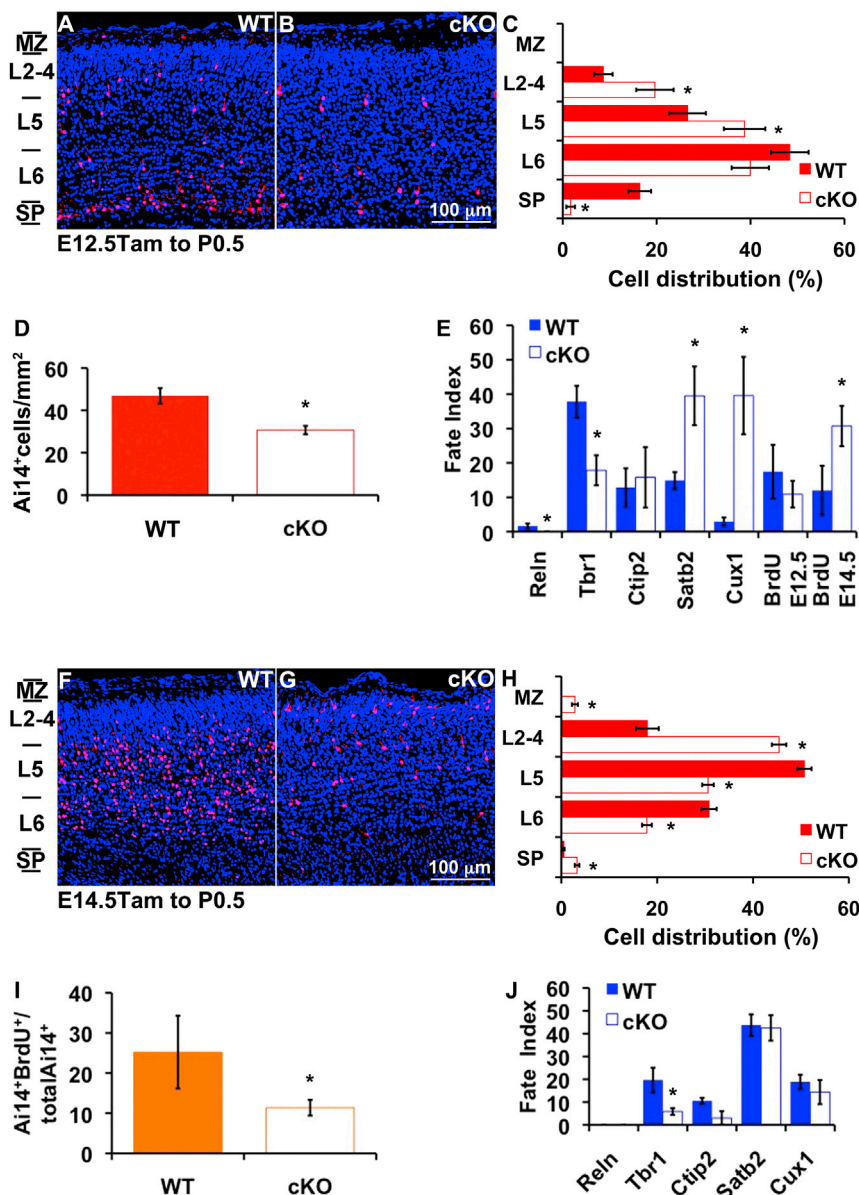 A WT B cKO C
MZ
L2-4
L5
L6
SP
100 µm
E12.5Tam to P0.5
MZ
L2-4
L5
L6
SP
WT
cKO
0 20 40 60
Cell distribution (%)
D
Ai14+cells/mm²
60
40
20
0
*
WT cKO
E
Fate Index
60
50
40
30
20
10
0
WT
cKO
* * * * *
Reln
Tbr1
Ctip2
Satb2
Cux1
BrdU E12.5
BrdU E14.5
F WT G cKO H
MZ
L2-4
L5
L6
SP
100 µm
E14.5Tam to P0.5
MZ *
L2-4 *
L5 *
L6 *
SP *
WT
cKO
0 20 40 60
Cell distribution (%)
I
Ai14+BrdU+/
totalAi14+
40
30
20
10
0
*
WT cKO
J
Fate Index
60
50
40
30
20
10
0
WT
cKO
*
Reln
Tbr1
Ctip2
Satb2
Cux1